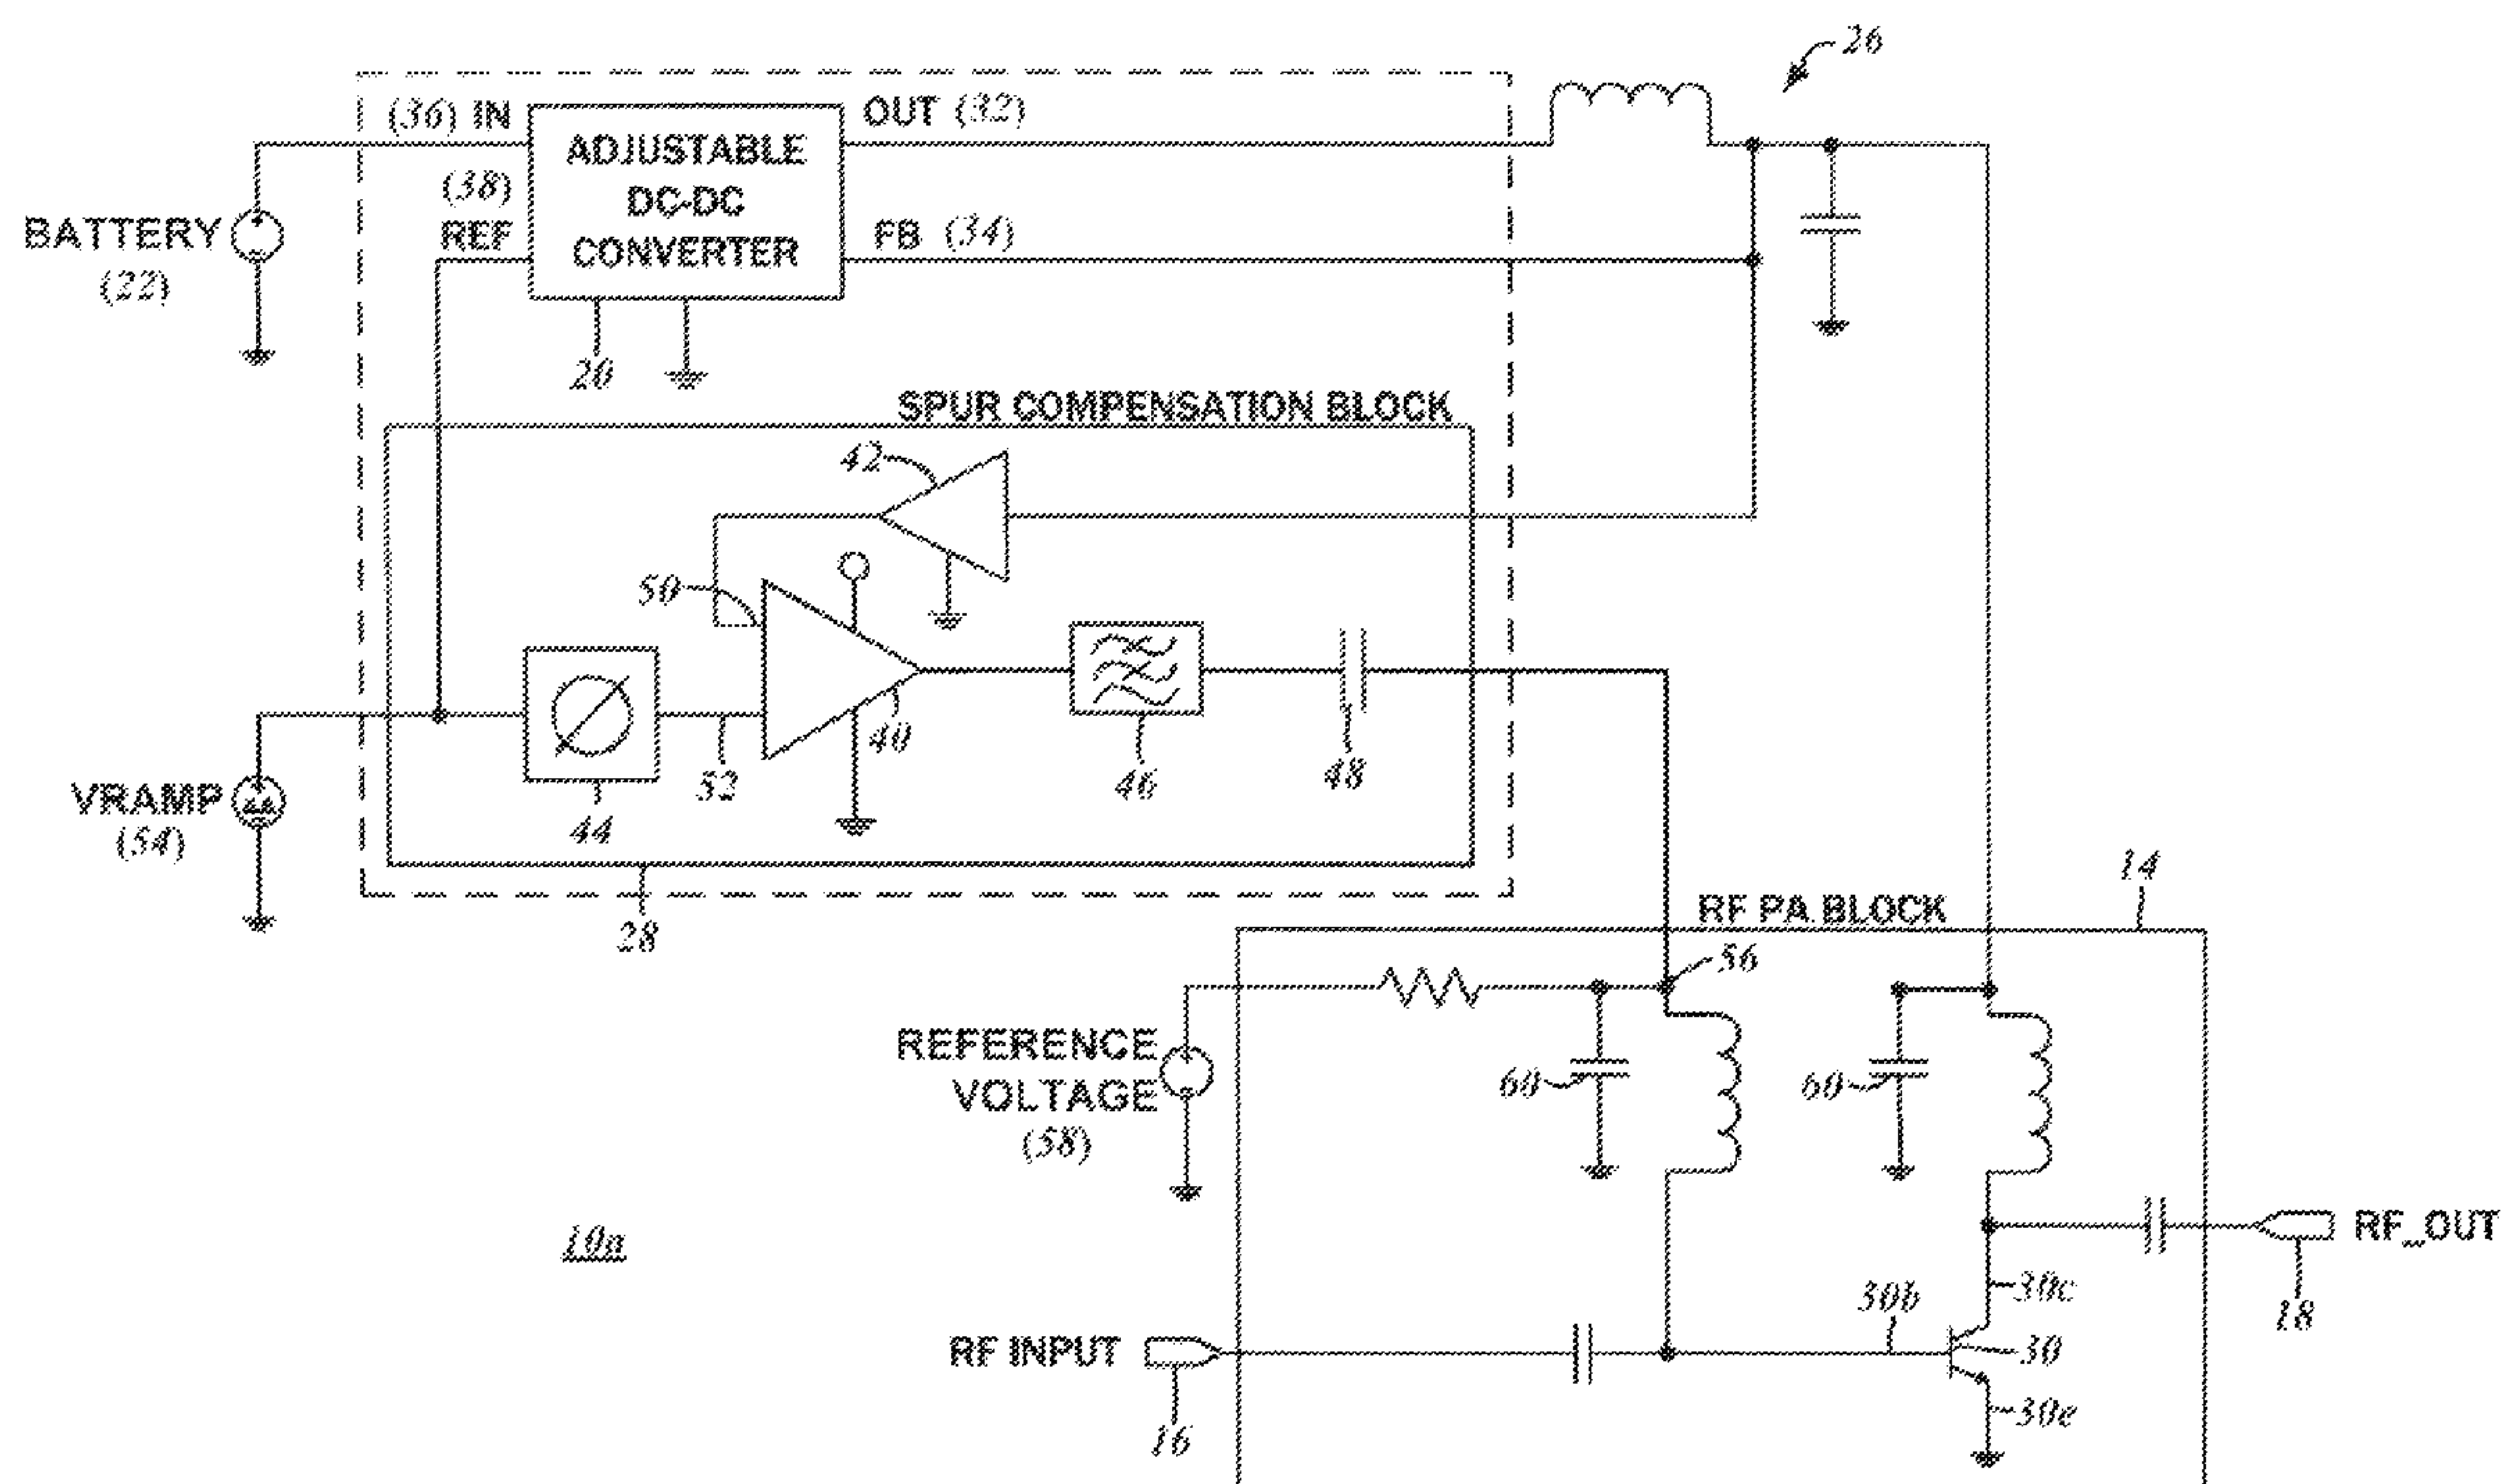 26
(36) IN
OUT (32)
ADJUSTABLE
DC-DC
CONVERTER
(38)
REF
FB (34)
BATTERY
(22)
20
SPUR COMPENSATION BLOCK
42
50
40
52
46
48
44
VRAMP
(54)
28
14
RF PA BLOCK
56
REFERENCE
VOLTAGE
(58)
60
60
10a
RF_OUT
18
30c
30b
30
RF INPUT
30e
16